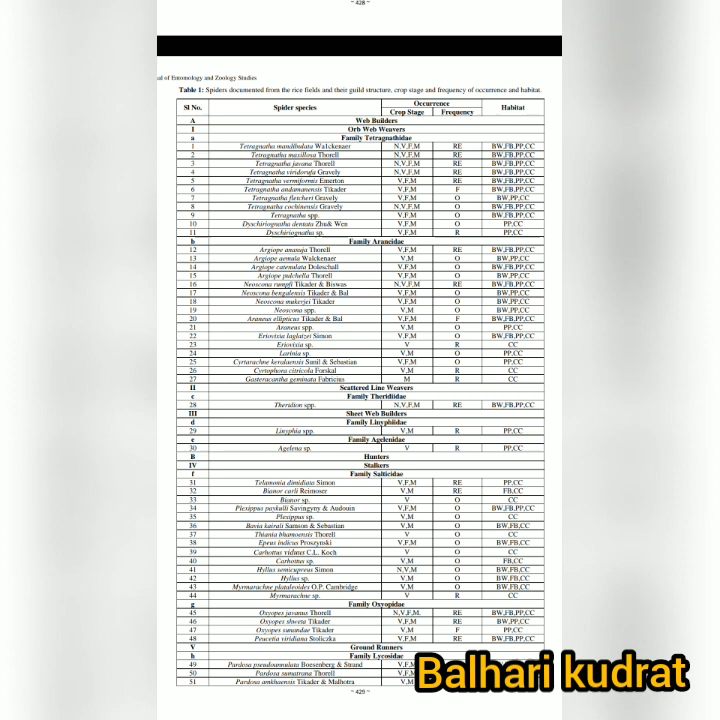 ~ 428 ~
al of Entomology and Zoology Studies
Table 1: Spiders documented from the rice fields and their guild structure, crop stage and frequency of occurrence and habitat.
Sl No. Spider species Occurrence Habitat
Crop Stage Frequency
A Web Builders
I Orb Web Weavers
a Family Tetragnathidae
1 Tetragnatha mandibulata Walckenaer N,V,F,M RE BW,FB,PP,CC
2 Tetragnatha maxillosa Thorell N,V,F,M RE BW,FB,PP,CC
3 Tetragnatha javana Thorell N,V,F,M RE BW,FB,PP,CC
4 Tetragnatha viridorufa Gravely N,V,F,M RE BW,FB,PP,CC
5 Tetragnatha vermiformis Emerton V,F,M RE BW,FB,PP,CC
6 Tetragnatha andamanensis Tikader V,F,M F BW,FB,PP,CC
7 Tetragnatha fletcheri Gravely V,F,M O BW,PP,CC
8 Tetragnatha cochinensis Gravely N,V,F,M O BW,FB,PP,CC
9 Tetragnatha spp. V,F,M O BW,FB,PP,CC
10 Dyschiriognatha dentata Zhu& Wen V,F,M O PP,CC
11 Dyschiriognatha sp. V,F,M R PP,CC
b Family Araneidae
12 Argiope anasuja Thorell V,F,M RE BW,FB,PP,CC
13 Argiope aemula Walckenaer V,M O BW,PP,CC
14 Argiope catenulata Doleschall V,F,M O BW,FB,PP,CC
15 Argiope pulchella Thorell V,F,M O BW,PP,CC
16 Neoscona rumpfi Tikader & Biswas N,V,F,M RE BW,FB,PP,CC
17 Neoscona bengalensis Tikader & Bal V,F,M O BW,PP,CC
18 Neoscona mukerjei Tikader V,F,M O BW,PP,CC
19 Neoscona spp. V,M O BW,PP,CC
20 Araneus ellipticus Tikader & Bal V,F,M F BW,FB,PP,CC
21 Araneus spp. V,M O PP,CC
22 Eriovixia laglaizei Simon V,F,M O BW,FB,PP,CC
23 Eriovixia sp. V R CC
24 Larinia sp. V,M O PP,CC
25 Cyrtarachne keralaensis Sunil & Sebastian V,F,M O PP,CC
26 Cyrtophora citricola Forskal V,M R CC
27 Gasteracantha geminata Fabricius M R CC
II Scattered Line Weavers
c Family Theridiidae
28 Theridion spp. N,V,F,M RE BW,FB,PP,CC
III Sheet Web Builders
d Family Linyphiidae
29 Linyphia spp. V,M R PP,CC
e Family Agelenidae
30 Agelena sp. V R PP,CC
B Hunters
IV Stalkers
f Family Salticidae
31 Telamonia dimidiata Simon V,F,M RE PP,CC
32 Bianor carli Reimoser V,M RE FB,CC
33 Bianor sp. V O CC
34 Plexippus paykulli Savingyny & Audouin V,F,M O BW,FB,PP,CC
35 Plexippus sp. V,M O CC
36 Bavia kairali Samson & Sebastian V,M O BW,FB,CC
37 Thiania bhamoensis Thorell V O CC
38 Epeus indicus Proszynski V,F,M O BW,FB,CC
39 Carhottus viduus C.L. Koch V O CC
40 Carhottus sp. V,M O FB,CC
41 Hyllus semicupreus Simon N,V,M O BW,FB,CC
42 Hyllus sp. V,M O BW,FB,CC
43 Myrmarachne plataleoides O.P. Cambridge V,M O BW,FB,CC
44 Myrmarachne sp. V R CC
g Family Oxyopidae
45 Oxyopes javanus Thorell N,V,F,M. RE BW,FB,PP,CC
46 Oxyopes shweta Tikader V,F,M RE BW,PP,CC
47 Oxyopes sunandae Tikader V,M F PP,CC
48 Peucetia viridiana Stoliczka V,F,M RE BW,FB,PP,CC
V Ground Runners
h Family Lycosidae
49 Pardosa pseudoannulata Boesenberg & Strand V,F,M
50 Pardosa sumatrana Thorell V,F,M
51 Pardosa amkhaensis Tikader & Malhotra V,M
Balhari kudrat
~ 429 ~